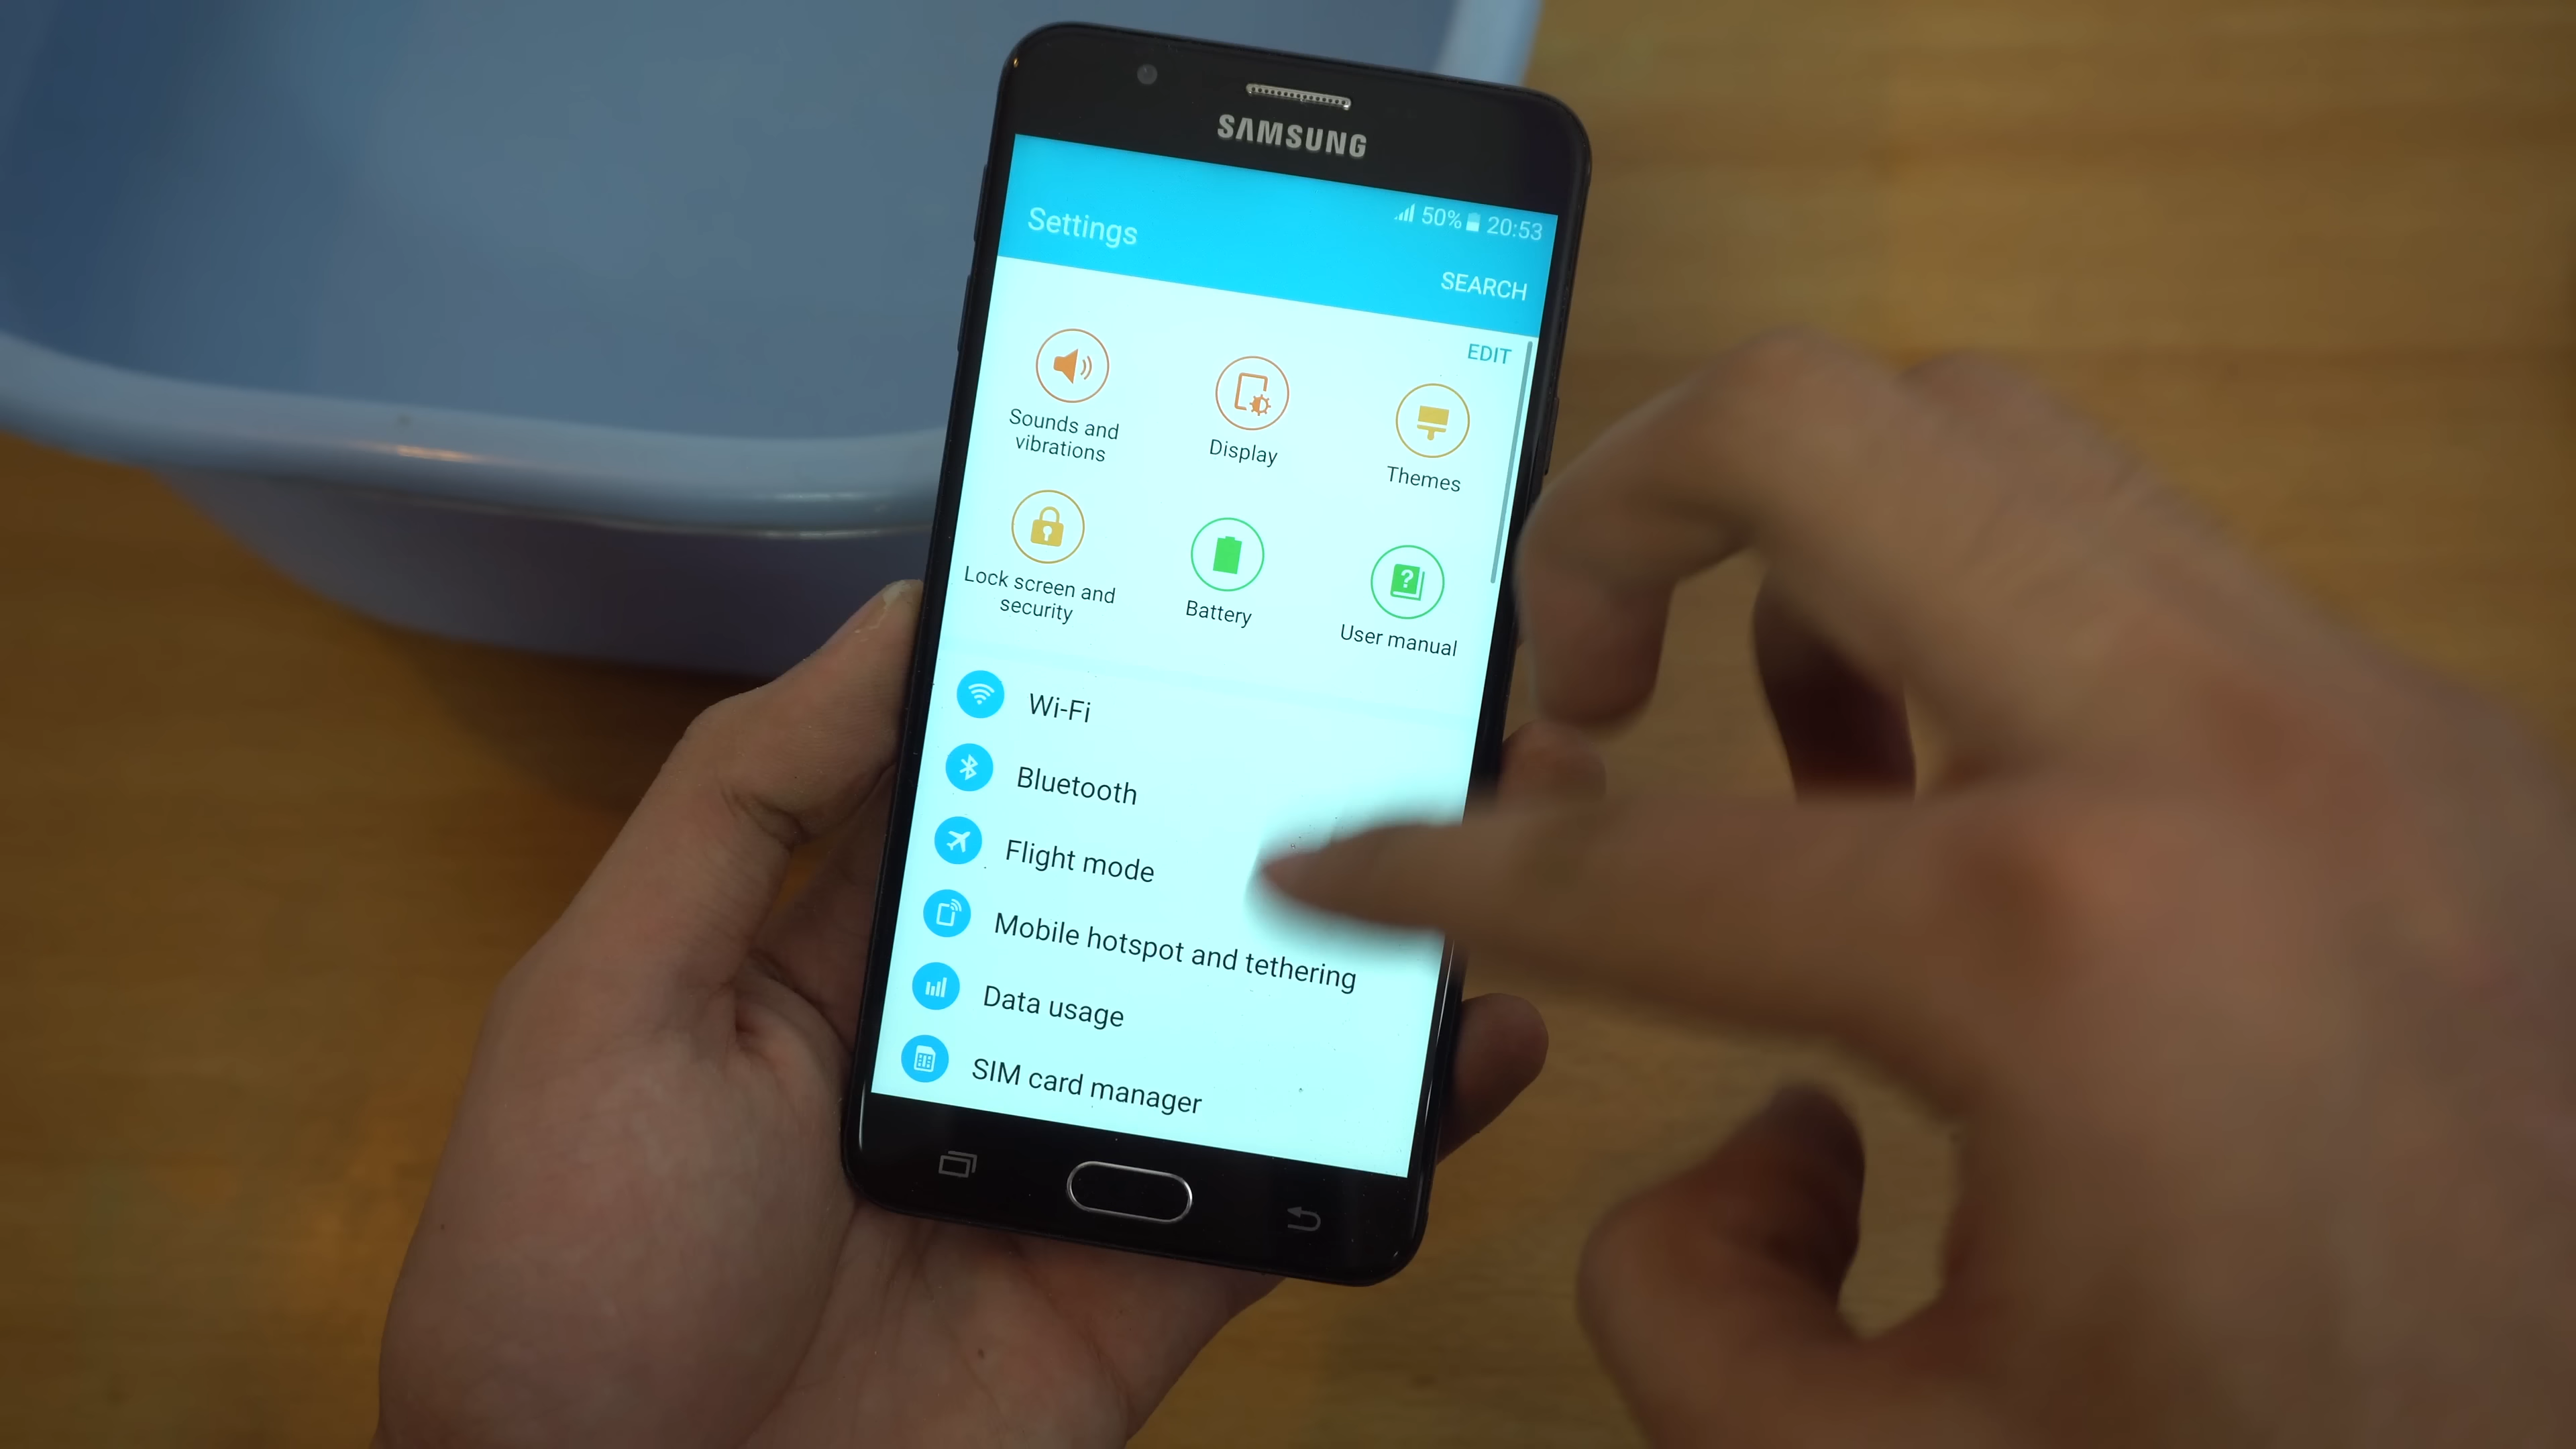 SAMSUNG
50% 20:53
Settings
SEARCH
EDIT
Sounds and
vibrations
Display
Themes
Lock screen and
security
Battery
User manual
Wi-Fi
Bluetooth
Flight mode
Mobile hotspot and tethering
Data usage
SIM card manager